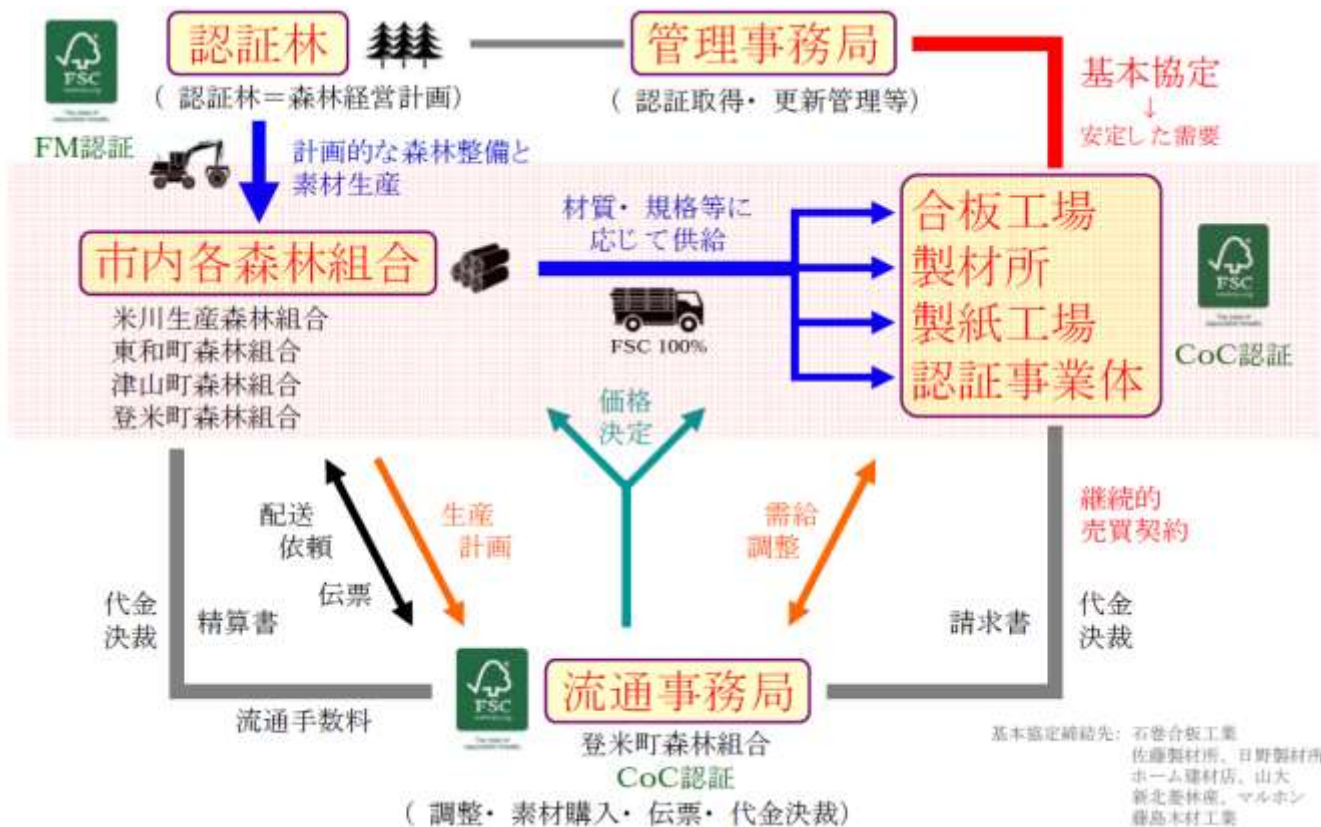 認証林
管理事務局
FSC
( 認証林＝森林経営計画)
( 認証取得・更新管理等)
基本協定
↓
安定した需要
FM認証
計画的な森林整備と
素材生産
材質・規格等に
応じて供給
合板工場
製材所
製紙工場
認証事業体
市内各森林組合
FSC
CoC認証
FSC 100%
米川生産森林組合
東和町森林組合
津山町森林組合
登米町森林組合
価格
決定
配送
依頼
伝票
生産
計画
需給
調整
継続的
売買契約
代金
決裁
精算書
請求書
代金
決裁
FSC
流通事務局
流通手数料
登米町森林組合
CoC認証
( 調整・素材購入・伝票・代金決裁)
基本協定締結先: 石巻合板工業
佐藤製材所、日野製材所
ホーム建材店、山大
新北菱林産、マルホン
藤島木材工業